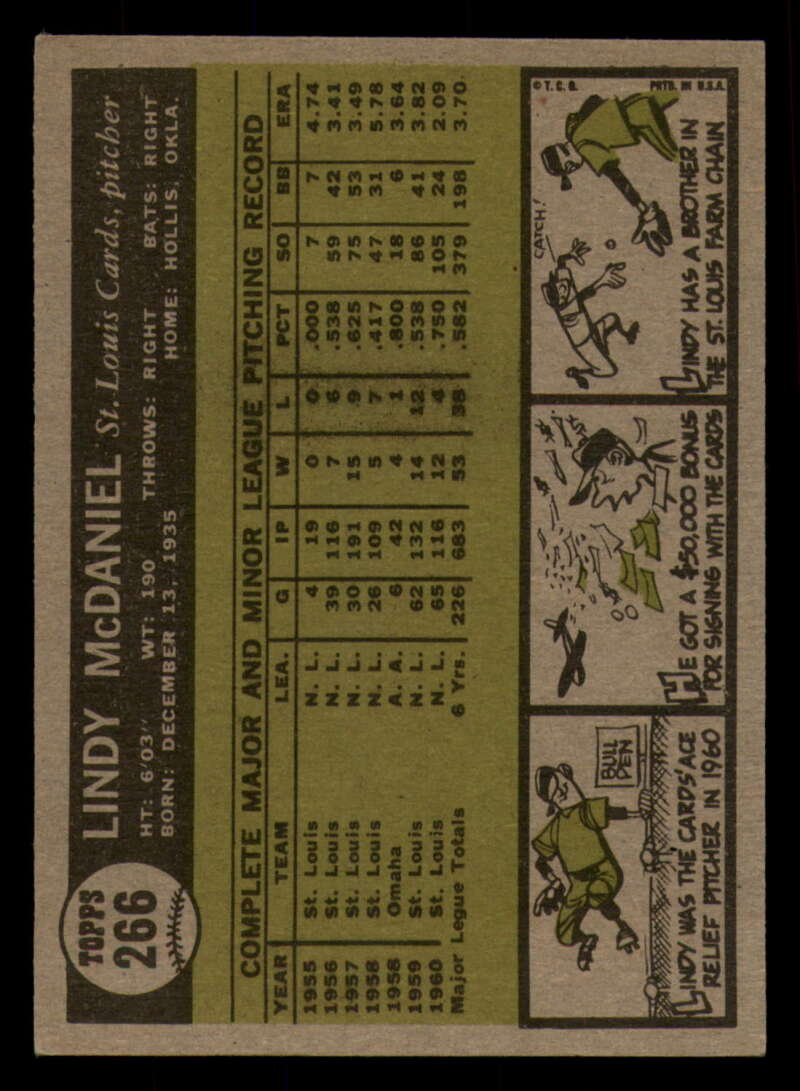 TOPPS
266
LINDY McDANIEL St. Louis Cards, pitcher
HT: 6'03" WT: 190 THROWS: RIGHT BATS: RIGHT
BORN: DECEMBER 13, 1935 HOME: HOLLIS, OKLA.
COMPLETE MAJOR AND MINOR LEAGUE PITCHING RECORD
YEAR TEAM LEA. G IP W L PCT SO BB ERA
1955 St. Louis N. L. 4 19 0 0 .000 7 7 4.74
1956 St. Louis N. L. 39 116 7 6 .538 59 42 3.41
1957 St. Louis N. L. 30 191 15 9 .625 75 53 3.49
1958 St. Louis N. L. 26 109 5 7 .417 47 31 5.78
1958 Omaha A. A. 6 42 4 1 .800 18 6 3.64
1959 St. Louis N. L. 62 132 14 12 .538 86 41 3.82
1960 St. Louis N. L. 65 116 12 4 .750 105 24 2.09
Major Legue Totals 6 Yrs. 226 683 53 38 .582 379 198 3.70
BULL
PEN
LINDY WAS THE CARDS' ACE
RELIEF PITCHER IN 1960
HE GOT A $50,000 BONUS
FOR SIGNING WITH THE CARDS
© T. C. G. PRTD. IN U.S.A.
CATCH!
LINDY HAS A BROTHER IN
THE ST. LOUIS FARM CHAIN